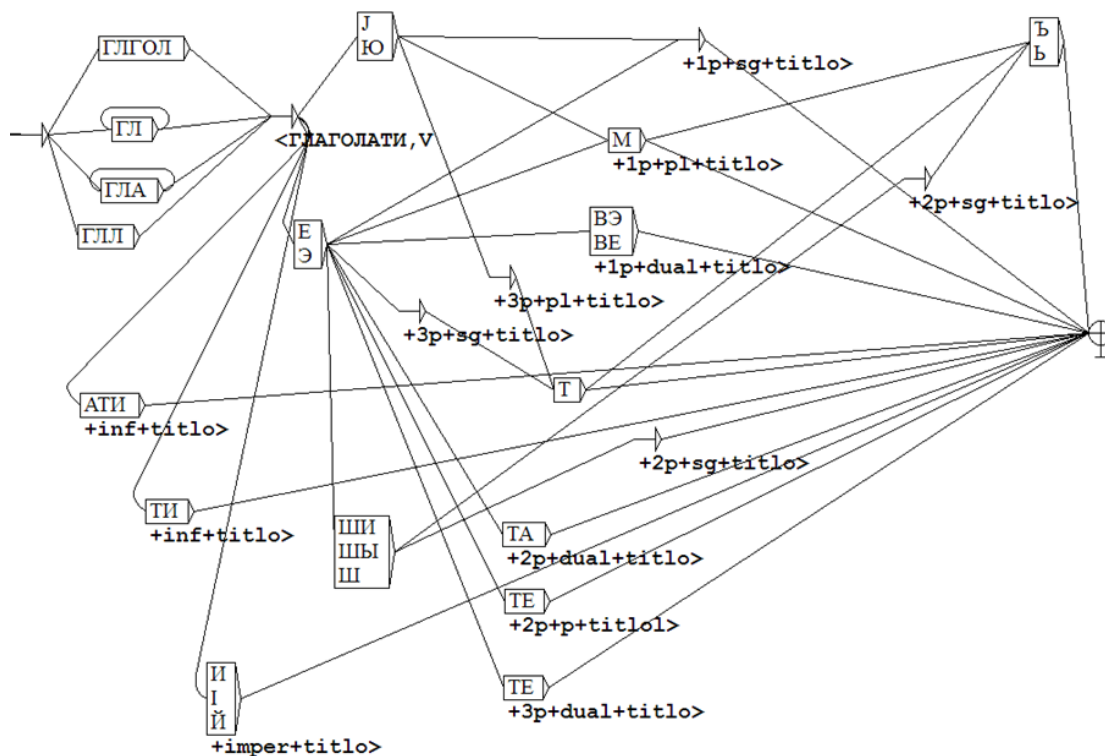 ГЛГОЛ
ГЛ
ГЛА
ГЛЛ
<ГЛАГОЛАТИ,V
Ј
Ю
+1p+sg+titlo>
Ъ
Ь
М
+1p+pl+titlo>
+2p+sg+titlo>
Е
Э
ВЭ
ВЕ
+1p+dual+titlo>
+3p+pl+titlo>
+3p+sg+titlo>
Т
АТИ
+inf+titlo>
+2p+sg+titlo>
ТИ
+inf+titlo>
ШИ
ШЫ
Ш
ТА
+2p+dual+titlo>
ТЕ
+2p+p+titlol>
И
І
Й
+imper+titlo>
ТЕ
+3p+dual+titlo>